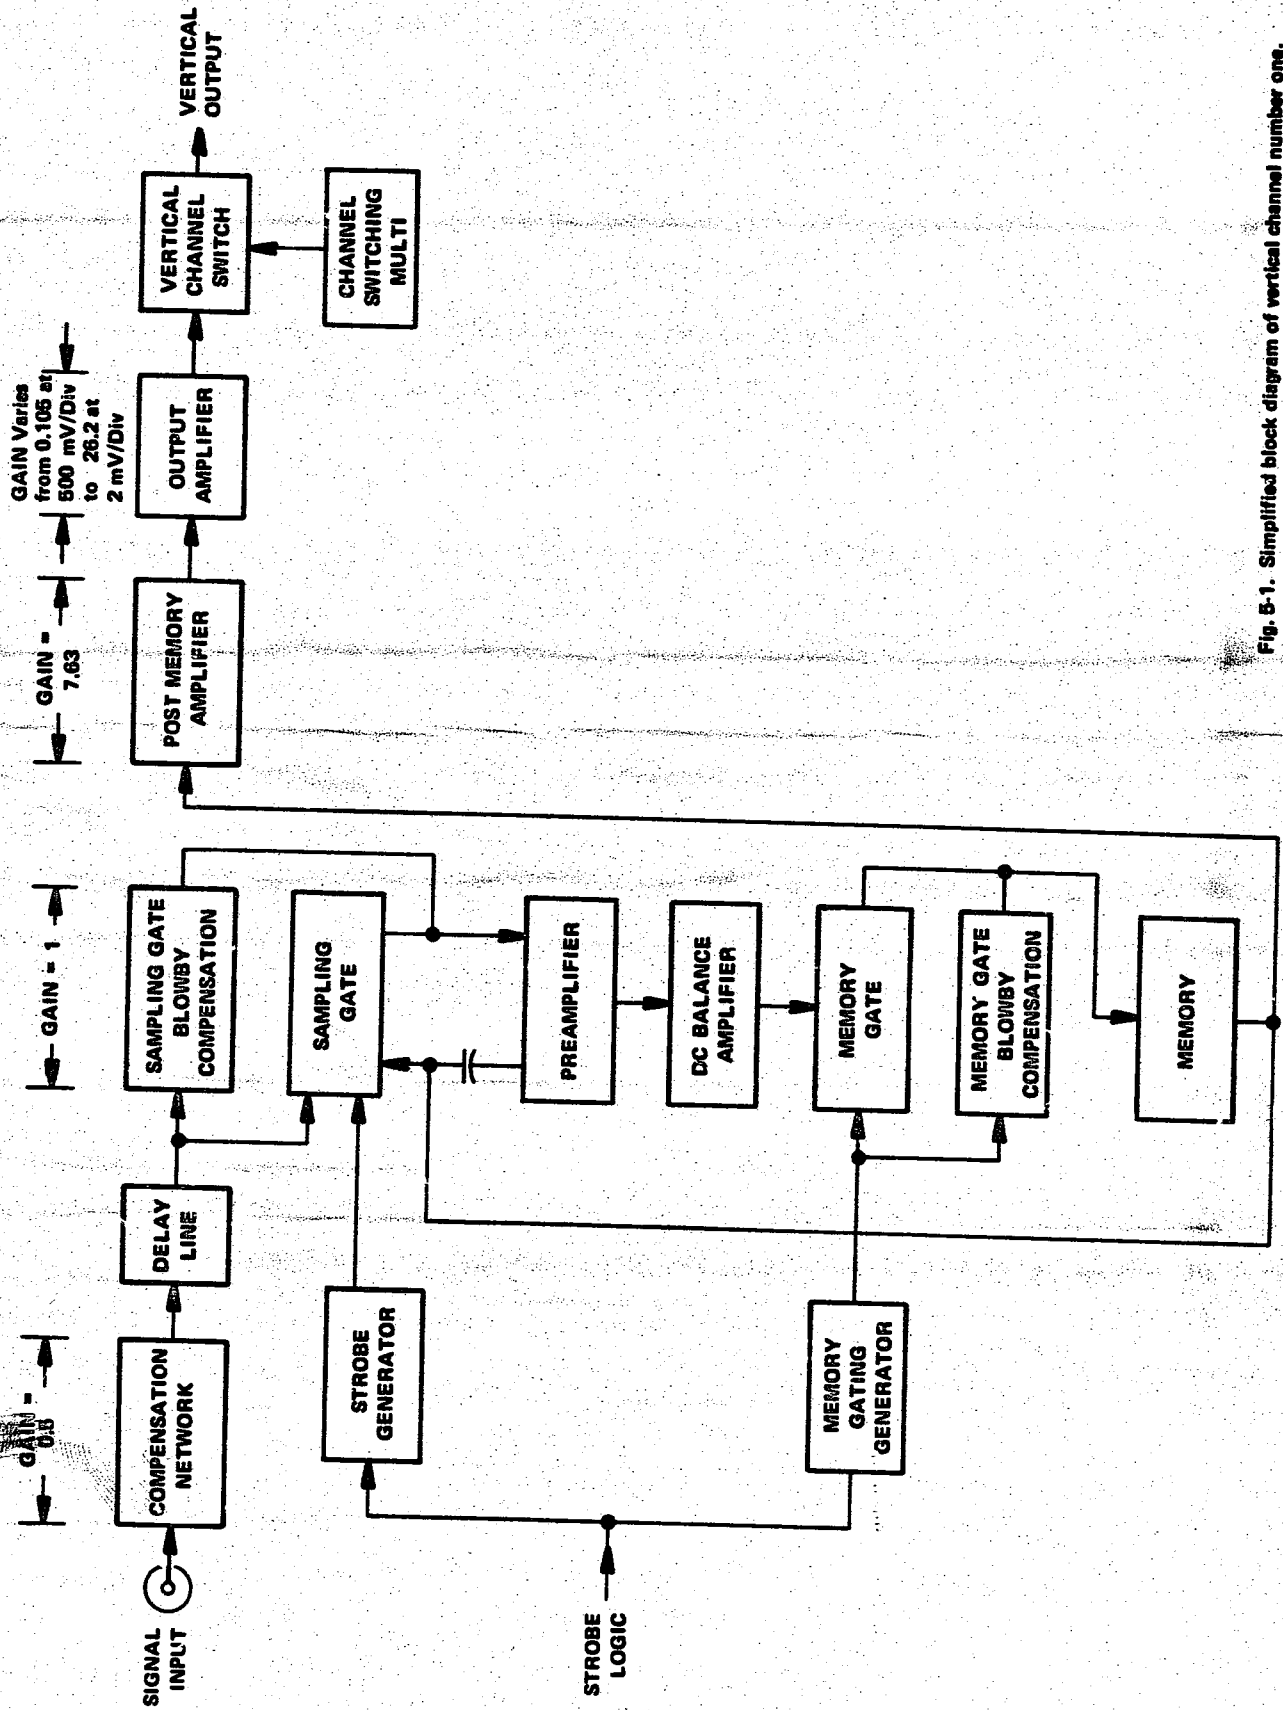 SIGNAL
INPUT
GAIN =
0.5
COMPENSATION
NETWORK
DELAY
LINE
GAIN = 1
SAMPLING GATE
BLOWBY
COMPENSATION
GAIN =
7.63
POST MEMORY
AMPLIFIER
GAIN Varies
from 0.105 at
500 mV/Div
to 26.2 at
2 mV/Div
OUTPUT
AMPLIFIER
VERTICAL
CHANNEL
SWITCH
VERTICAL
OUTPUT
CHANNEL
SWITCHING
MULTI
STROBE
GENERATOR
SAMPLING
GATE
PREAMPLIFIER
DC BALANCE
AMPLIFIER
STROBE
LOGIC
MEMORY
GATING
GENERATOR
MEMORY
GATE
MEMORY GATE
BLOWBY
COMPENSATION
MEMORY
Fig. 5-1. Simplified block diagram of vertical channel number one.